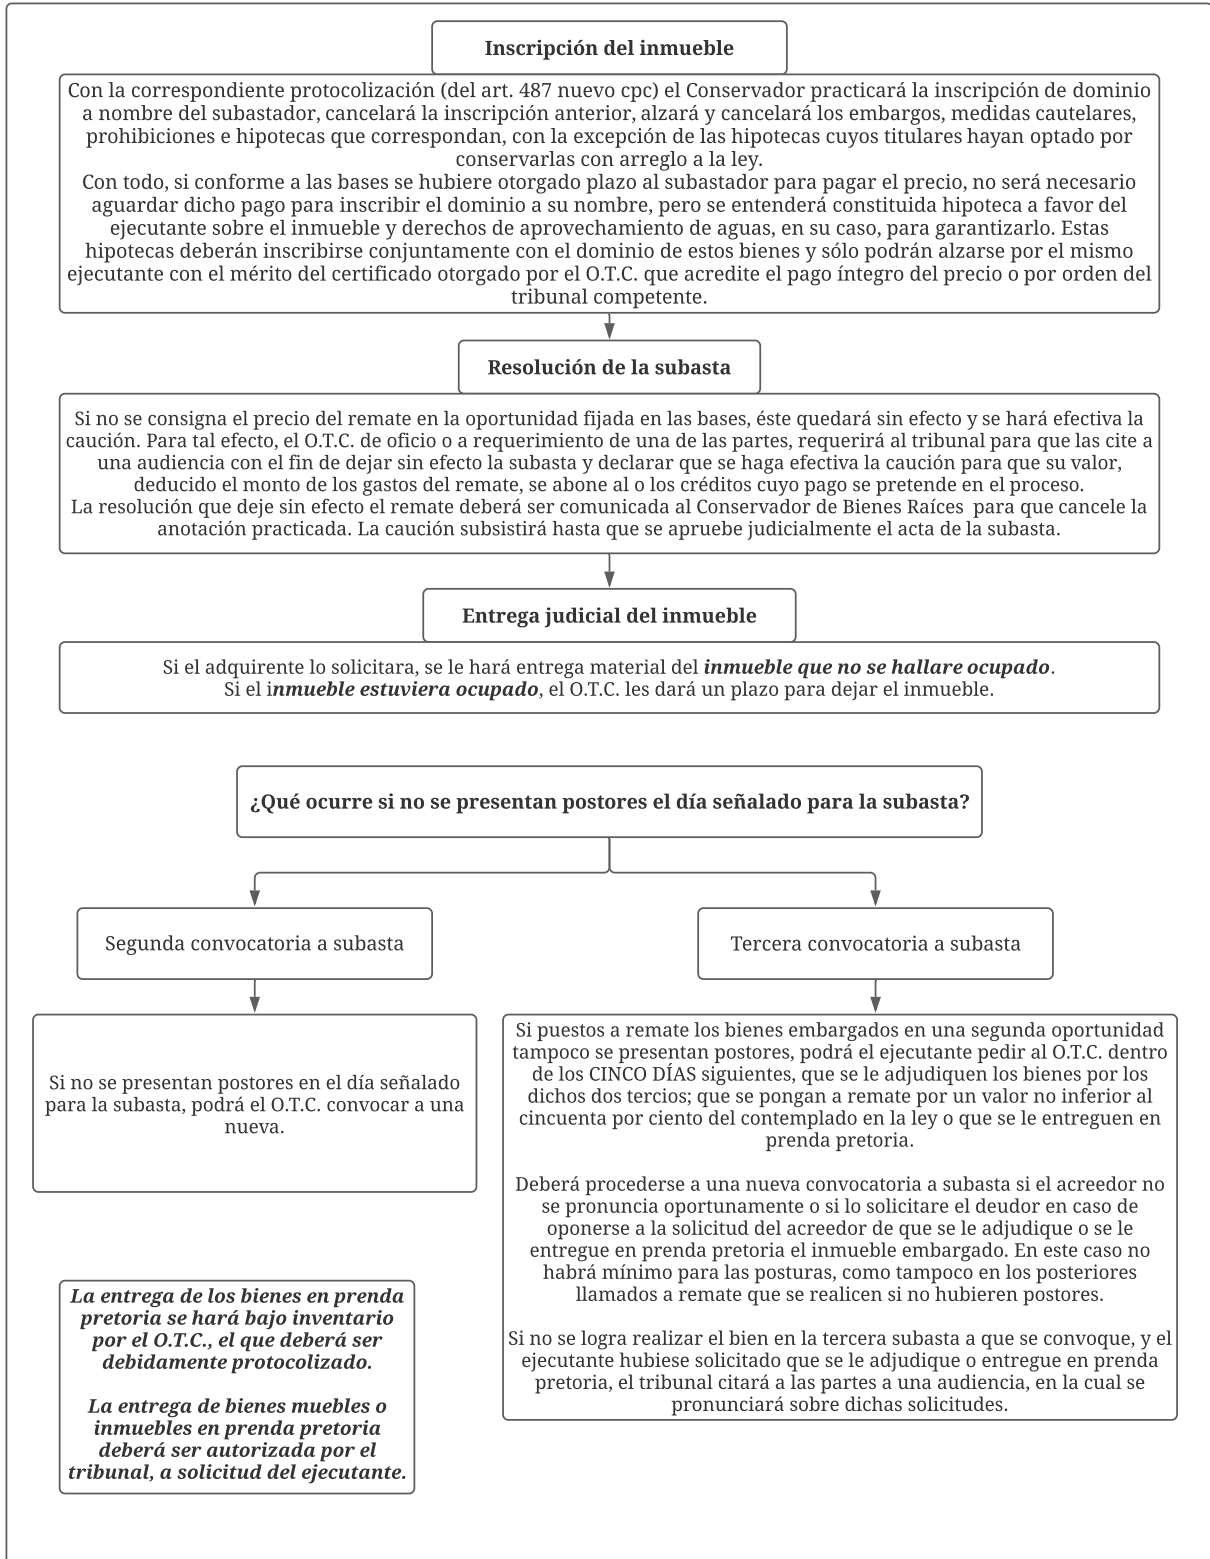 Inscripción del inmueble
Con la correspondiente protocolización (del art. 487 nuevo cpc) el Conservador practicará la inscripción de dominio
a nombre del subastador, cancelará la inscripción anterior, alzará y cancelará los embargos, medidas cautelares,
prohibiciones e hipotecas que correspondan, con la excepción de las hipotecas cuyos titulares hayan optado por
conservarlas con arreglo a la ley.
Con todo, si conforme a las bases se hubiere otorgado plazo al subastador para pagar el precio, no será necesario
aguardar dicho pago para inscribir el dominio a su nombre, pero se entenderá constituida hipoteca a favor del
ejecutante sobre el inmueble y derechos de aprovechamiento de aguas, en su caso, para garantizarlo. Estas
hipotecas deberán inscribirse conjuntamente con el dominio de estos bienes y sólo podrán alzarse por el mismo
ejecutante con el mérito del certificado otorgado por el O.T.C. que acredite el pago íntegro del precio o por orden del
tribunal competente.
Resolución de la subasta
Si no se consigna el precio del remate en la oportunidad fijada en las bases, éste quedará sin efecto y se hará efectiva la
caución. Para tal efecto, el O.T.C. de oficio o a requerimiento de una de las partes, requerirá al tribunal para que las cite a
una audiencia con el fin de dejar sin efecto la subasta y declarar que se haga efectiva la caución para que su valor,
deducido el monto de los gastos del remate, se abone al o los créditos cuyo pago se pretende en el proceso.
La resolución que deje sin efecto el remate deberá ser comunicada al Conservador de Bienes Raíces  para que cancele la
anotación practicada. La caución subsistirá hasta que se apruebe judicialmente el acta de la subasta.
Entrega judicial del inmueble
Si el adquirente lo solicitara, se le hará entrega material del inmueble que no se hallare ocupado.
Si el inmueble estuviera ocupado, el O.T.C. les dará un plazo para dejar el inmueble.
¿Qué ocurre si no se presentan postores el día señalado para la subasta?
Segunda convocatoria a subasta
Si no se presentan postores en el día señalado
para la subasta, podrá el O.T.C. convocar a una
nueva.
Tercera convocatoria a subasta
Si puestos a remate los bienes embargados en una segunda oportunidad
tampoco se presentan postores, podrá el ejecutante pedir al O.T.C. dentro
de los CINCO DÍAS siguientes, que se le adjudiquen los bienes por los
dichos dos tercios; que se pongan a remate por un valor no inferior al
cincuenta por ciento del contemplado en la ley o que se le entreguen en
prenda pretoria.
Deberá procederse a una nueva convocatoria a subasta si el acreedor no
se pronuncia oportunamente o si lo solicitare el deudor en caso de
oponerse a la solicitud del acreedor de que se le adjudique o se le
entregue en prenda pretoria el inmueble embargado. En este caso no
habrá mínimo para las posturas, como tampoco en los posteriores
llamados a remate que se realicen si no hubieren postores.
Si no se logra realizar el bien en la tercera subasta a que se convoque, y el
ejecutante hubiese solicitado que se le adjudique o entregue en prenda
pretoria, el tribunal citará a las partes a una audiencia, en la cual se
pronunciará sobre dichas solicitudes.
La entrega de los bienes en prenda
pretoria se hará bajo inventario
por el O.T.C., el que deberá ser
debidamente protocolizado.
La entrega de bienes muebles o
inmuebles en prenda pretoria
deberá ser autorizada por el
tribunal, a solicitud del ejecutante.